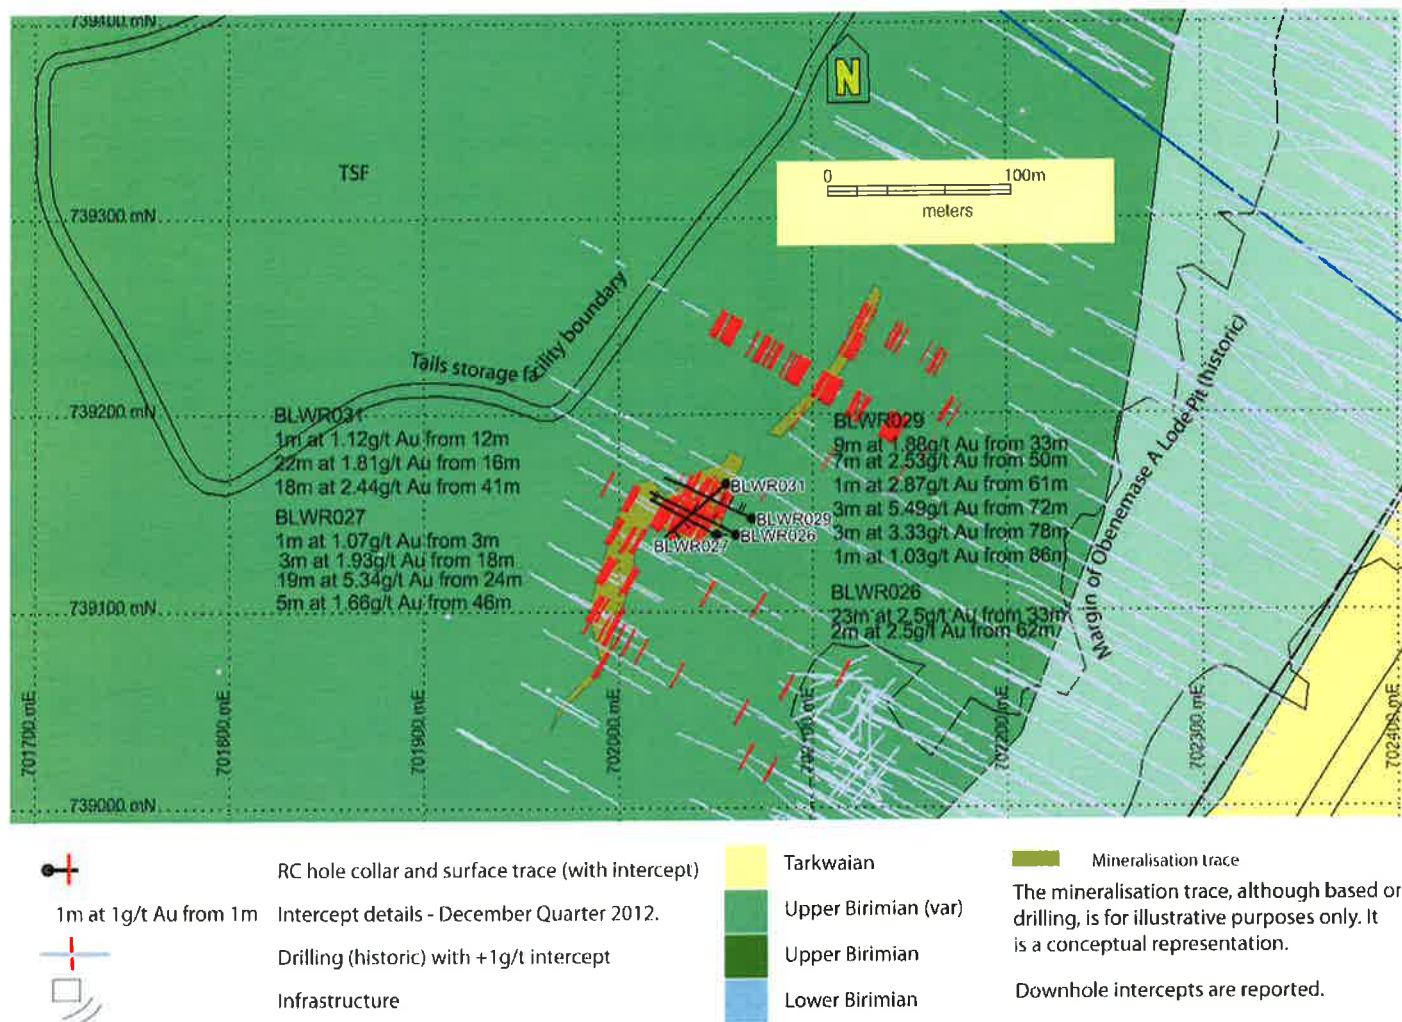 739400 mN
N
TSF
0 100m
meters
739300 mN
Tails storage facility boundary
Margin of Obenemase A Lode Pit (historic)
739200 mN
BLWR031
1m at 1.12g/t Au from 12m
22m at 1.81g/t Au from 16m
18m at 2.44g/t Au from 41m
BLWR027
1m at 1.07g/t Au from 3m
3m at 1.93g/t Au from 18m
19m at 5.34g/t Au from 24m
5m at 1.66g/t Au from 46m
BLWR029
9m at 1.88g/t Au from 33m
7m at 2.53g/t Au from 50m
1m at 2.87g/t Au from 61m
3m at 5.49g/t Au from 72m
3m at 3.33g/t Au from 78m
1m at 1.03g/t Au from 86m
BLWR026
23m at 2.5g/t Au from 33m
2m at 2.5g/t Au from 62m
BLWR031
BLWR029
BLWR026
BLWR027
739100 mN
701700 mE
701800 mE
701900 mE
702000 mE
702100 mE
702200 mE
702300 mE
702400 mE
739000 mN
RC hole collar and surface trace (with intercept)
1m at 1g/t Au from 1m Intercept details - December Quarter 2012.
Drilling (historic) with +1g/t intercept
Infrastructure
Tarkwaian
Upper Birimian (var)
Upper Birimian
Lower Birimian
Mineralisation trace
The mineralisation trace, although based or
drilling, is for illustrative purposes only. It
is a conceptual representation.
Downhole intercepts are reported.